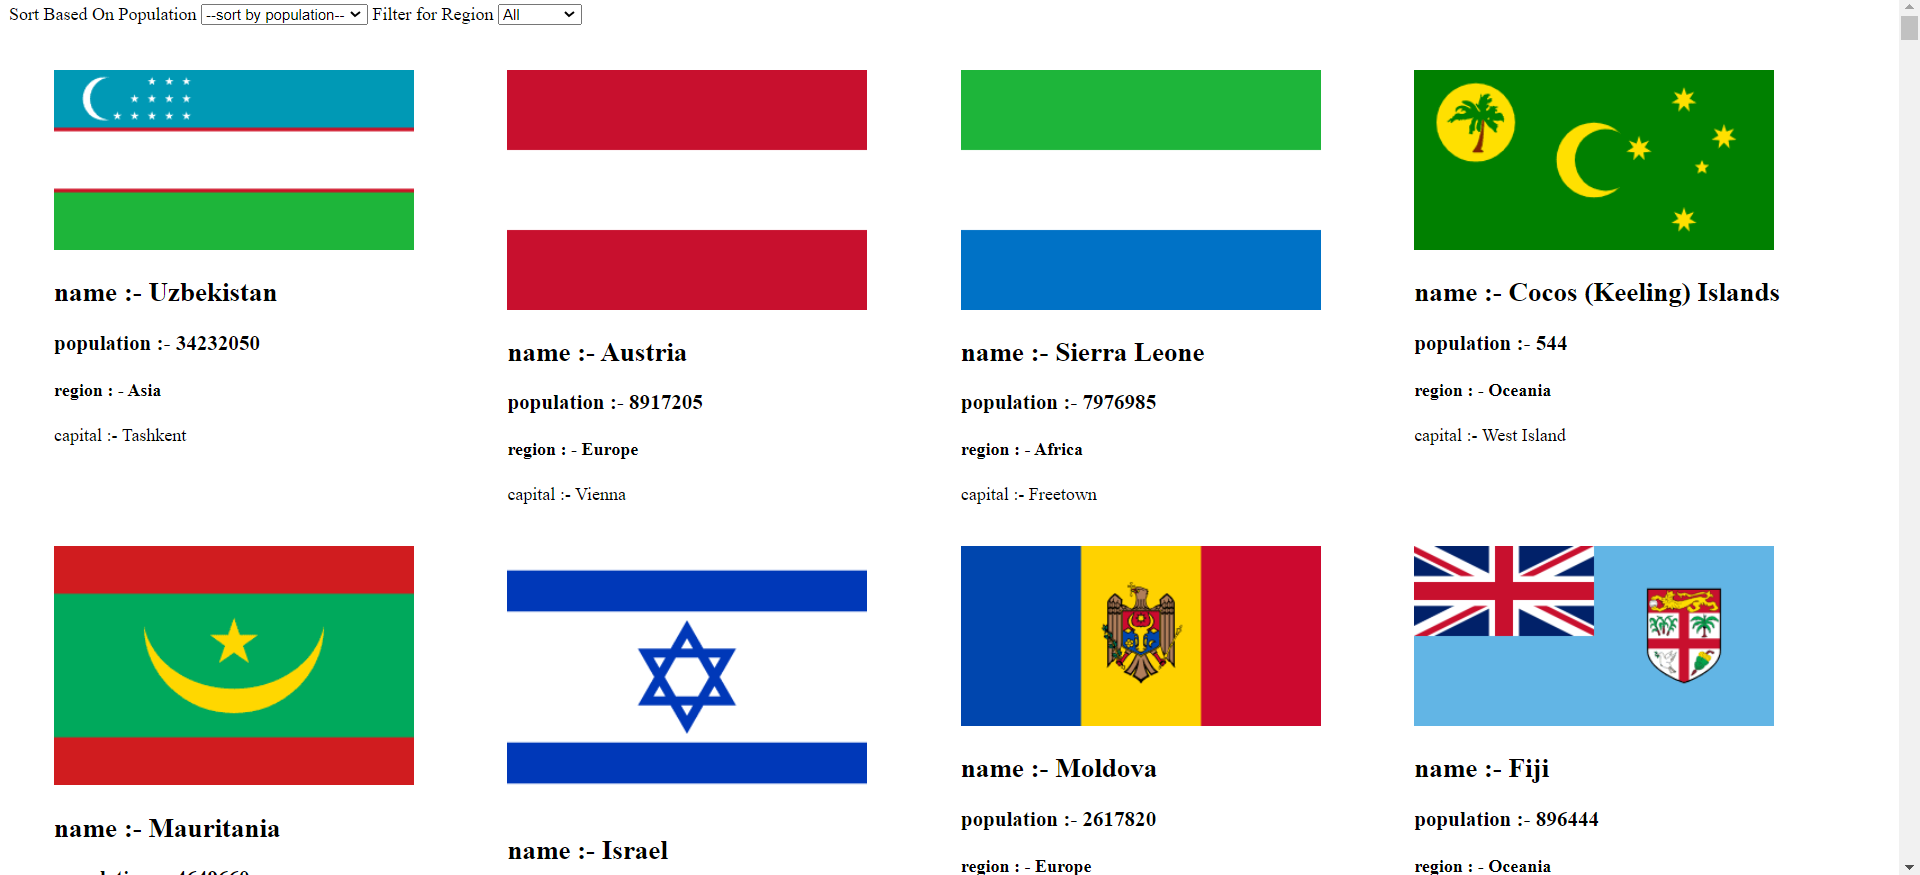 Sort Based On Population --sort by population-- Filter for Region All
name :- Uzbekistan
population :- 34232050
region : - Asia
capital :- Tashkent
name :- Austria
population :- 8917205
region : - Europe
capital :- Vienna
name :- Sierra Leone
population :- 7976985
region : - Africa
capital :- Freetown
name :- Cocos (Keeling) Islands
population :- 544
region : - Oceania
capital :- West Island
name :- Mauritania
name :- Israel
name :- Moldova
population :- 2617820
region : - Europe
name :- Fiji
population :- 896444
region : - Oceania